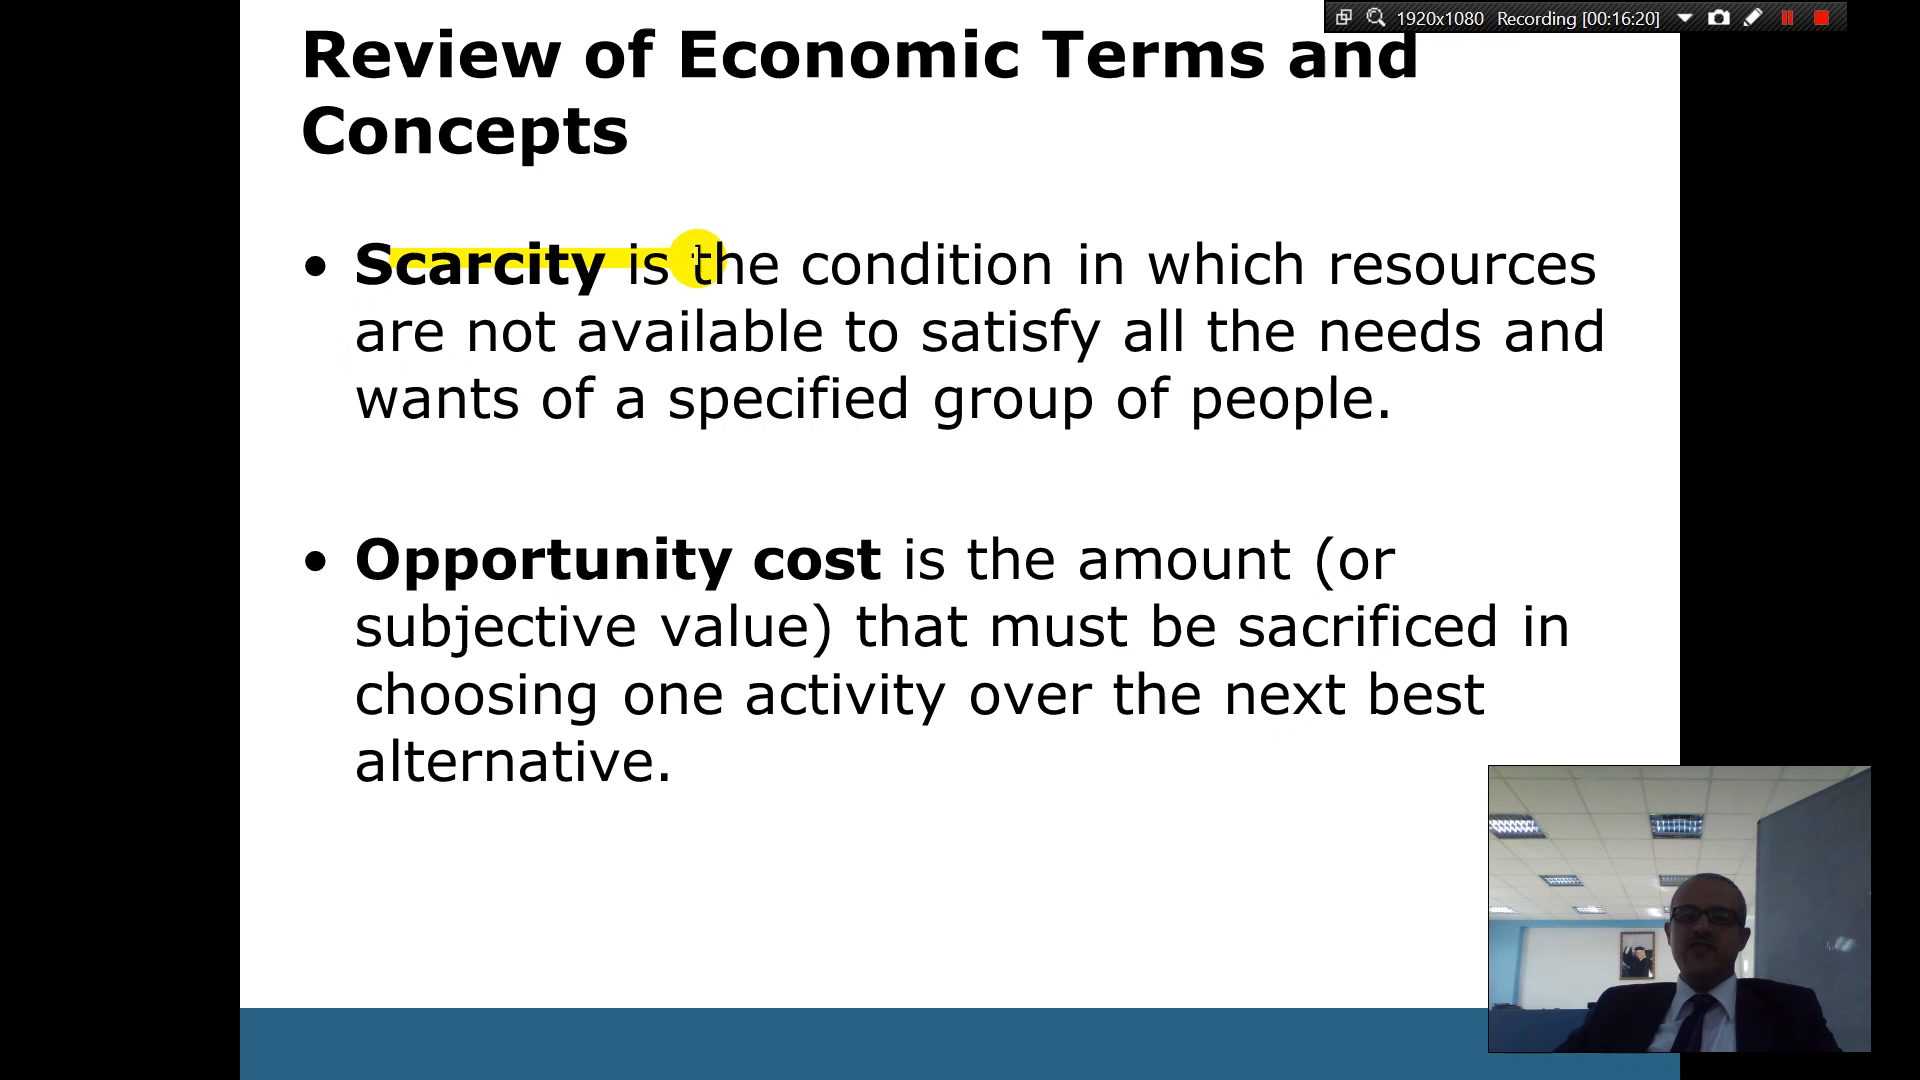 1920x1080 Recording [00:16:20]
Review of Economic Terms and
Concepts
• Scarcity is the condition in which resources
are not available to satisfy all the needs and
wants of a specified group of people.
• Opportunity cost is the amount (or
subjective value) that must be sacrificed in
choosing one activity over the next best
alternative.